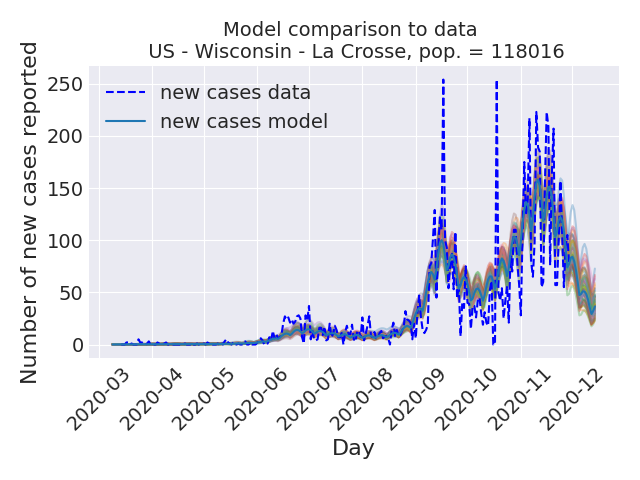 Model comparison to data
US - Wisconsin - La Crosse, pop. = 118016
Number of new cases reported
250
200
150
100
50
0
new cases data
new cases model
2020-03
2020-04
2020-05
2020-06
2020-07
2020-08
2020-09
2020-10
2020-11
2020-12
Day